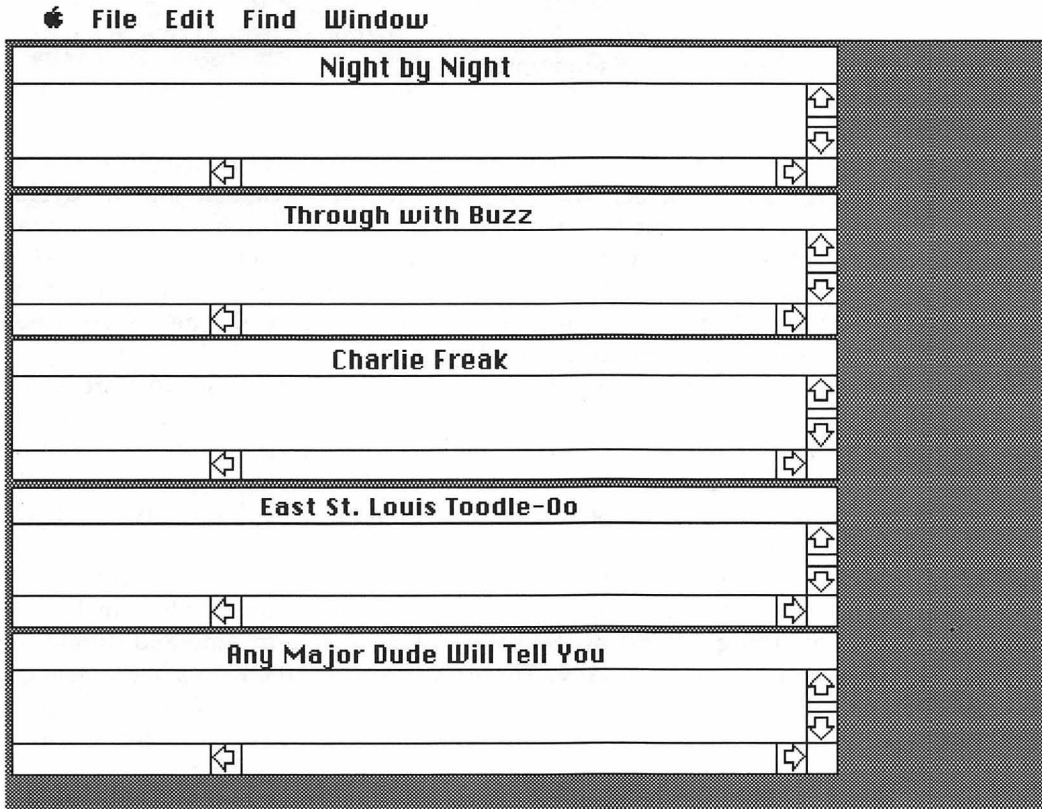 File Edit Find Window
Night by Night
Through with Buzz
Charlie Freak
East St. Louis Toodle-Oo
Any Major Dude Will Tell You